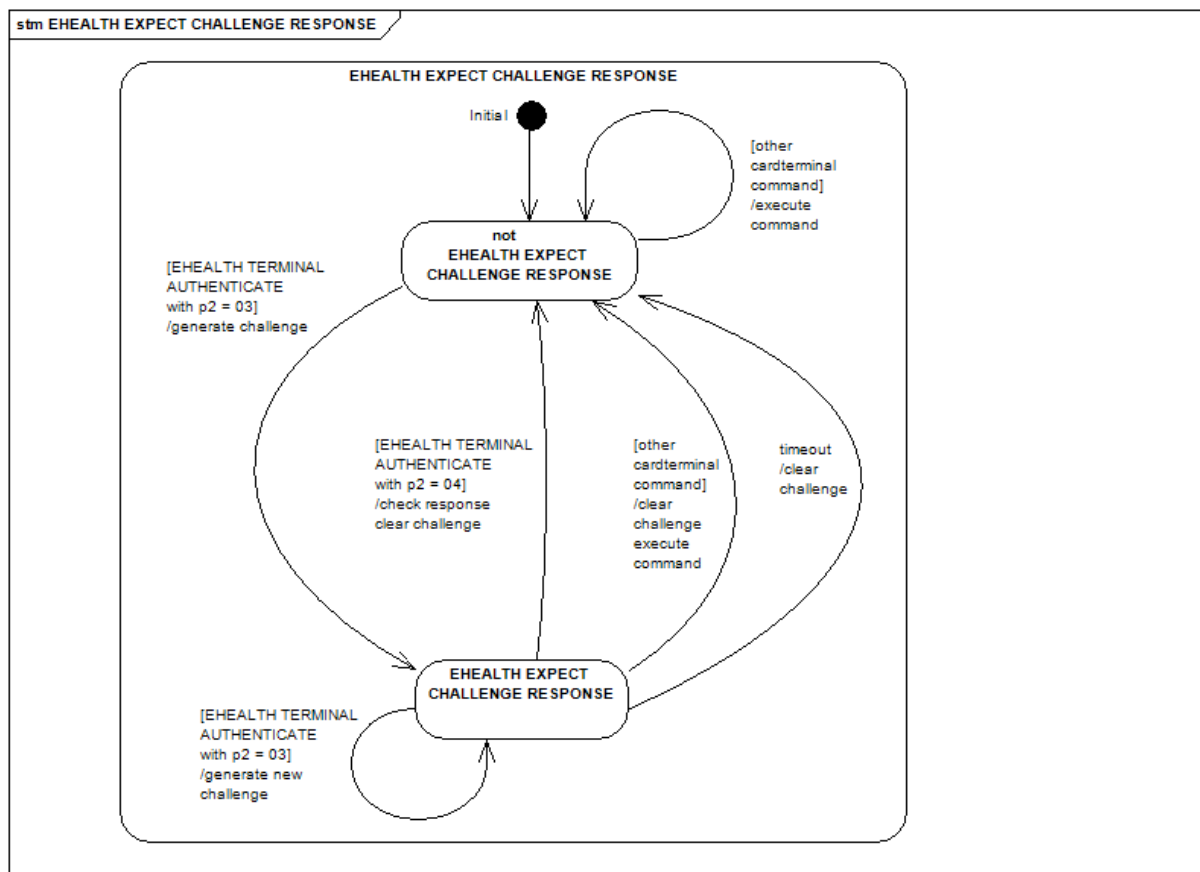 stm EHEALTH EXPECT CHALLENGE RESPONSE
EHEALTH EXPECT CHALLENGE RESPONSE
Initial
[other
cardterminal
command]
/execute
command
not
EHEALTH EXPECT
CHALLENGE RESPONSE
[EHEALTH TERMINAL
AUTHENTICATE
with p2 = 03]
/generate challenge
[EHEALTH TERMINAL
AUTHENTICATE
with p2 = 04]
/check response
clear challenge
[other
cardterminal
command]
/clear
challenge
execute
command
timeout
/clear
challenge
EHEALTH EXPECT
CHALLENGE RESPONSE
[EHEALTH TERMINAL
AUTHENTICATE
with p2 = 03]
/generate new
challenge